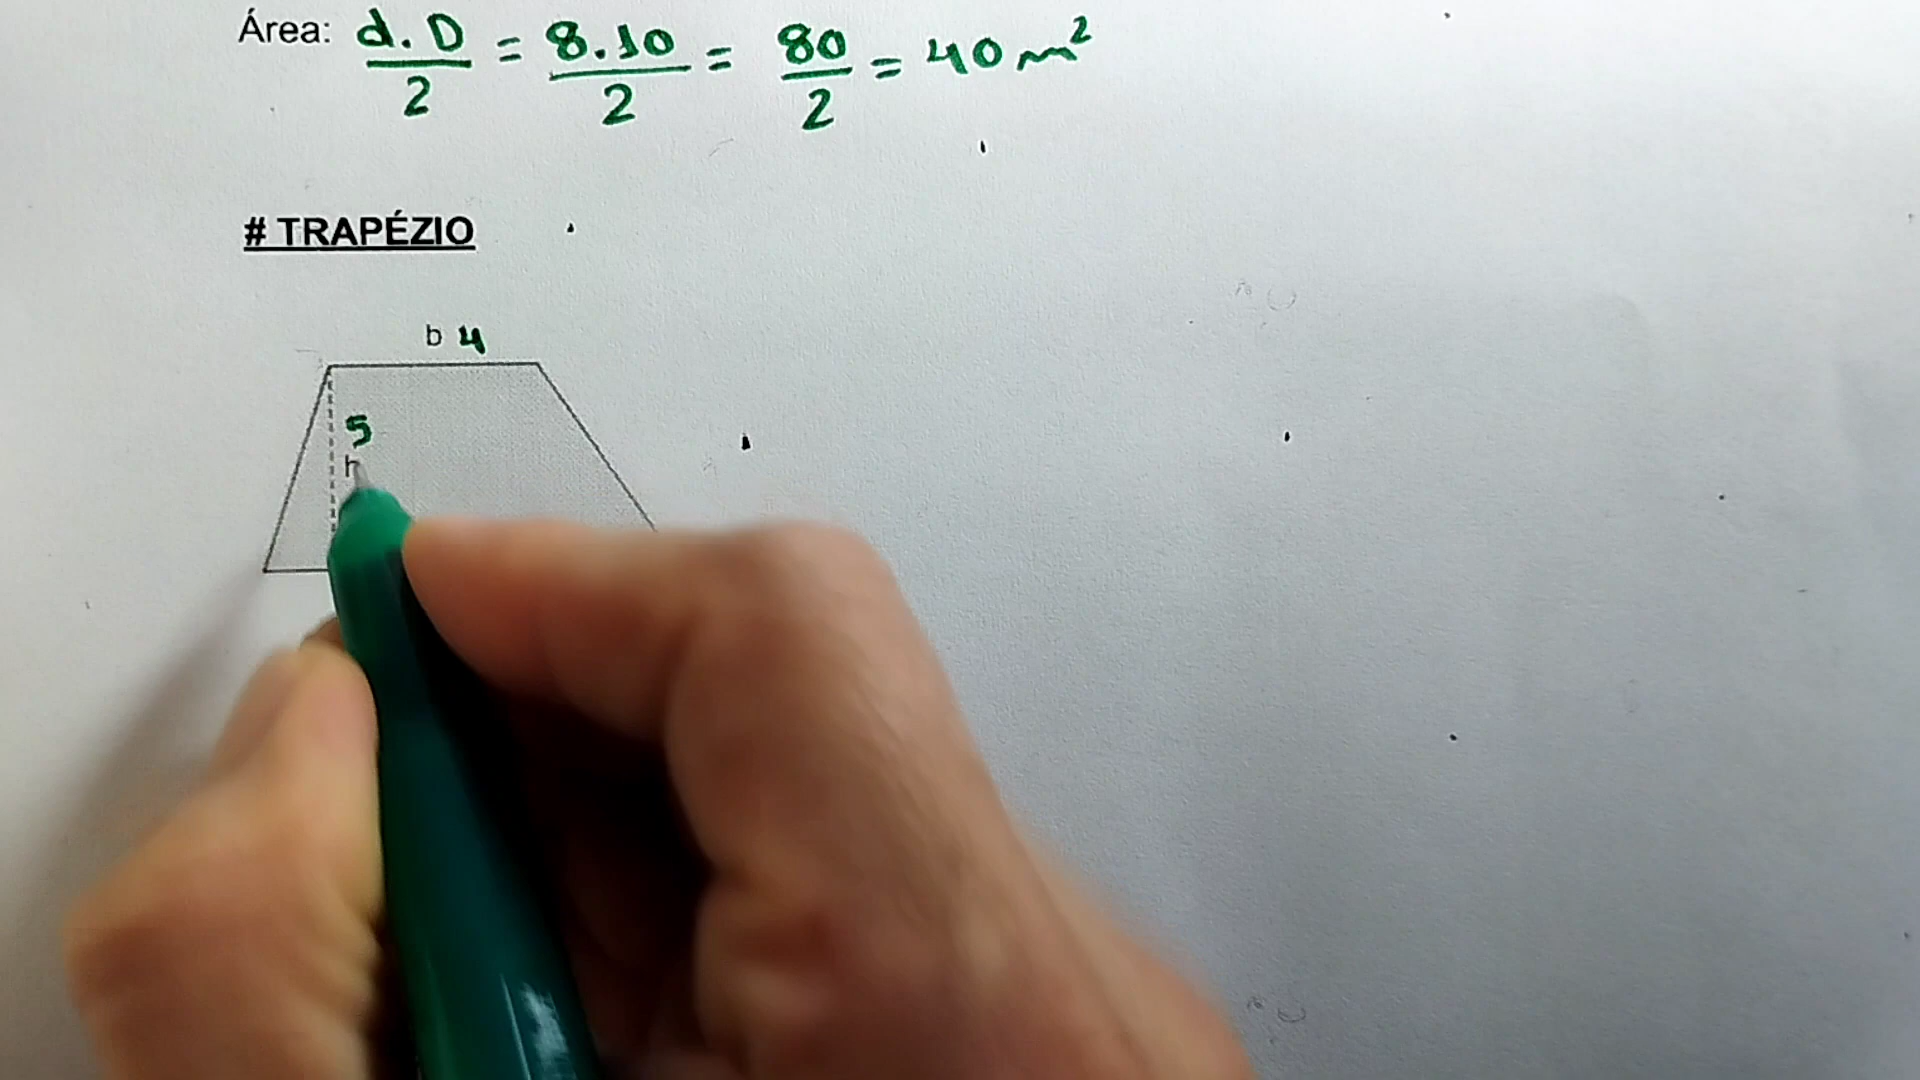 Área: d.D/2 = 8.10/2 = 80/2 = 40 m²
# TRAPÉZIO
b 4
5
h